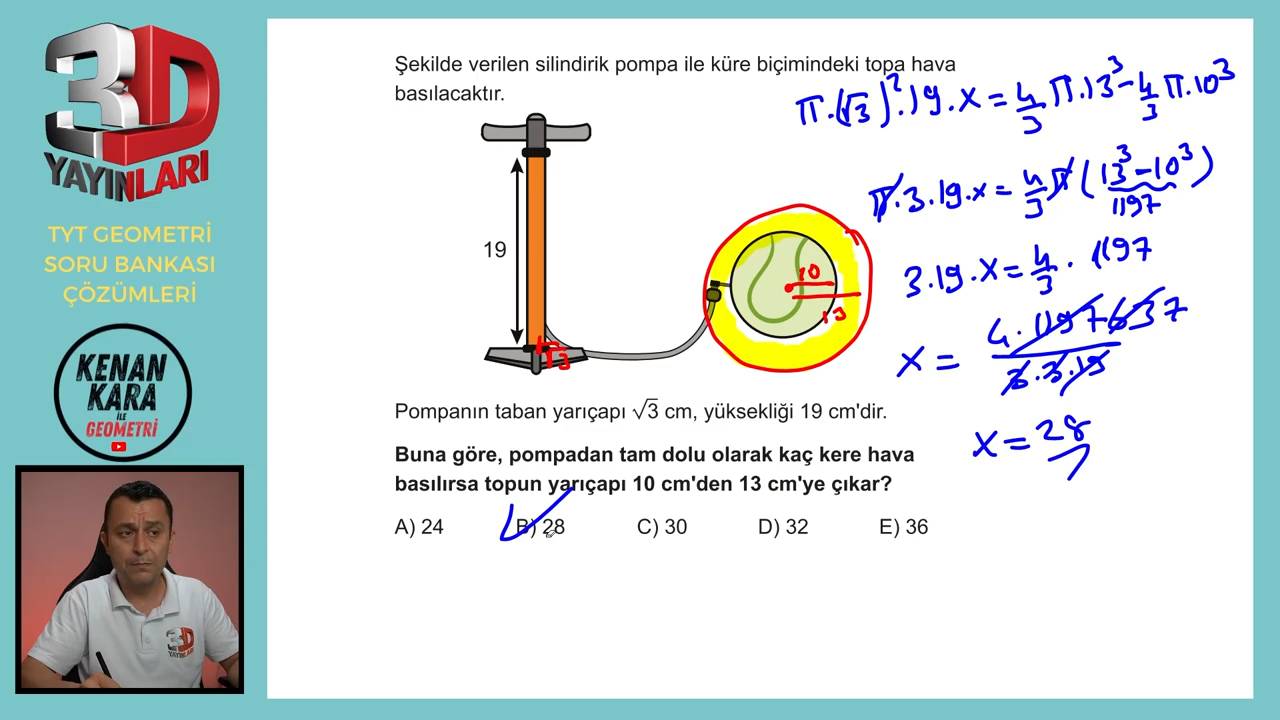 3D
YAYINLARI
TYT GEOMETRİ
SORU BANKASI
ÇÖZÜMLERİ
KENAN
KARA
İLE
GEOMETRİ
3D
YAYINLARI
Şekilde verilen silindirik pompa ile küre biçimindeki topa hava
basılacaktır.
19
10
13
√3
Pompanın taban yarıçapı √3 cm, yüksekliği 19 cm'dir.
Buna göre, pompadan tam dolu olarak kaç kere hava
basılırsa topun yarıçapı 10 cm'den 13 cm'ye çıkar?
A) 24 B) 28 C) 30 D) 32 E) 36
π.(√3)².19.x = 4/3 π.13³ - 4/3 π.10³
π.3.19.x = 4/3 π (13³ - 10³)
1197
3.19.x = 4/3 . 1197
x = 4.1197 63 7 / 3.3.19
x = 28